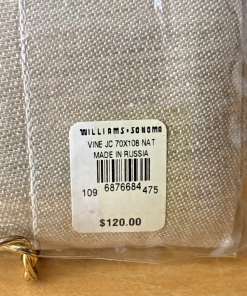 WILLIAMS-SONOMA
VINE JC 70X108 NAT
MADE IN RUSSIA
109 6876684 475
$120.00